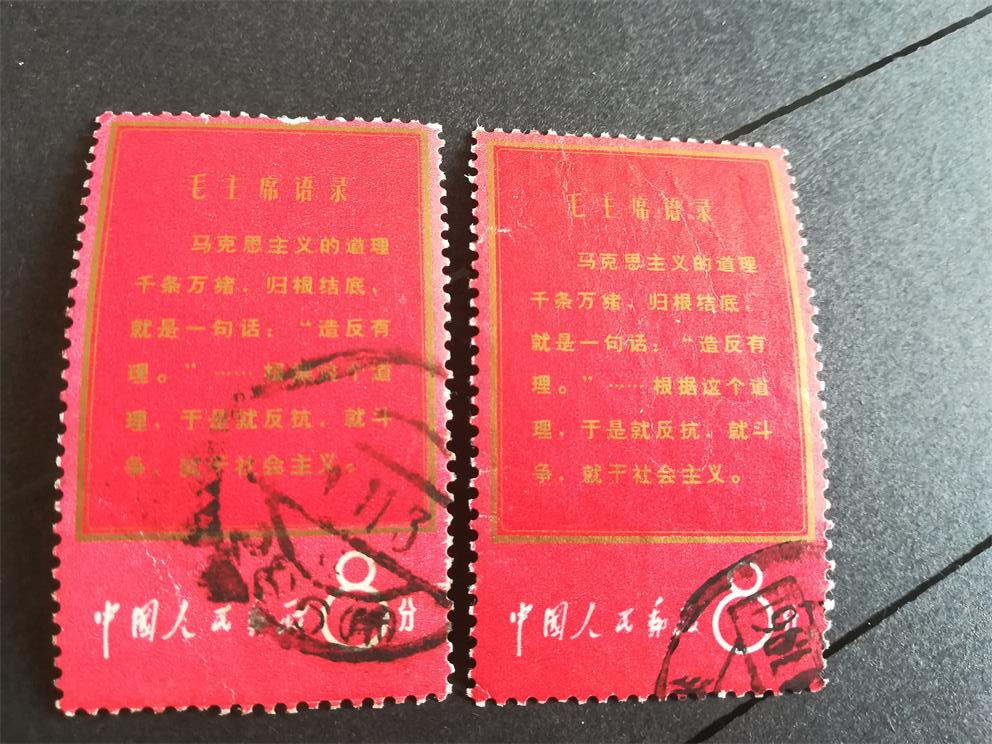 毛主席语录
马克思主义的道理
千条万绪，归根结底，
就是一句话：“造反有
理。”……根据这个道
理，于是就反抗，就斗
争，就干社会主义。
中国人民 8分
毛主席语录
马克思主义的道理
千条万绪，归根结底，
就是一句话：“造反有
理。”……根据这个道
理，于是就反抗，就斗
争，就干社会主义。
中国人民郵 8